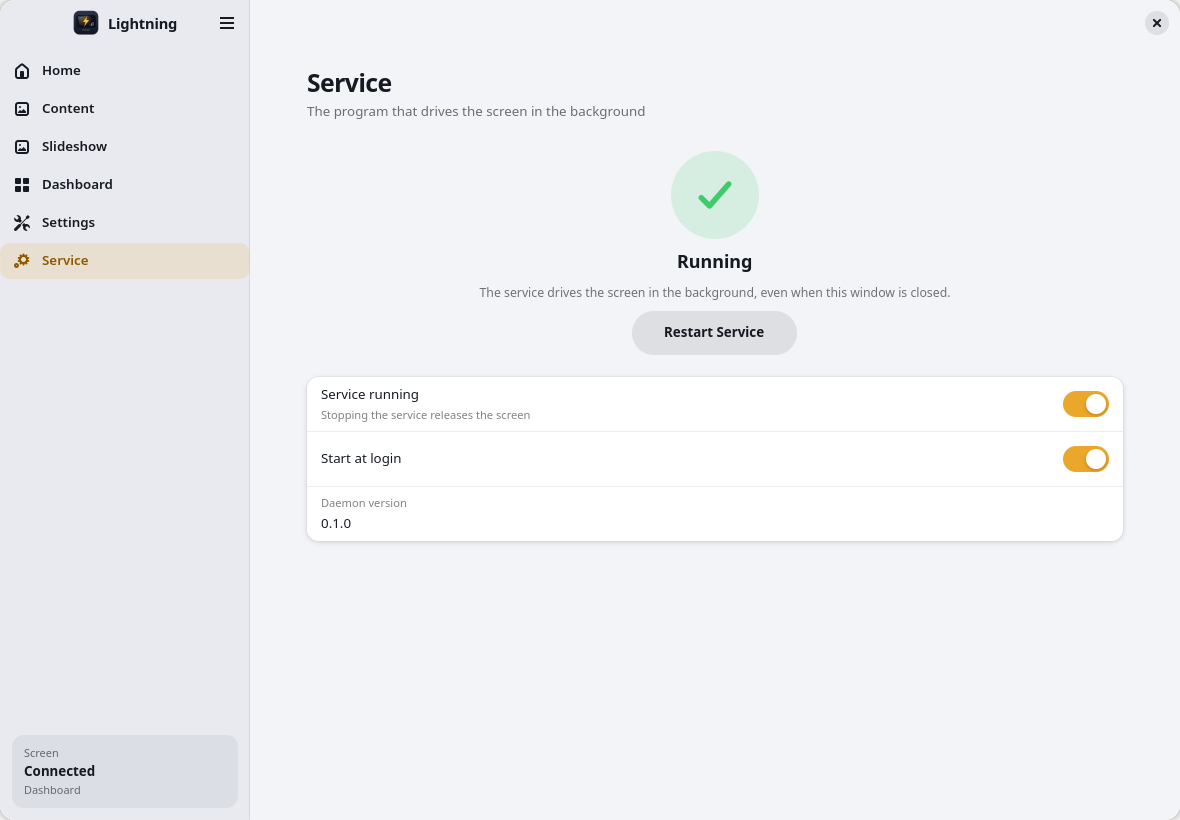 Lightning
Home
Content
Slideshow
Dashboard
Settings
Service
Screen
Connected
Dashboard
Service
The program that drives the screen in the background
Running
The service drives the screen in the background, even when this window is closed.
Restart Service
Service running
Stopping the service releases the screen
Start at login
Daemon version
0.1.0